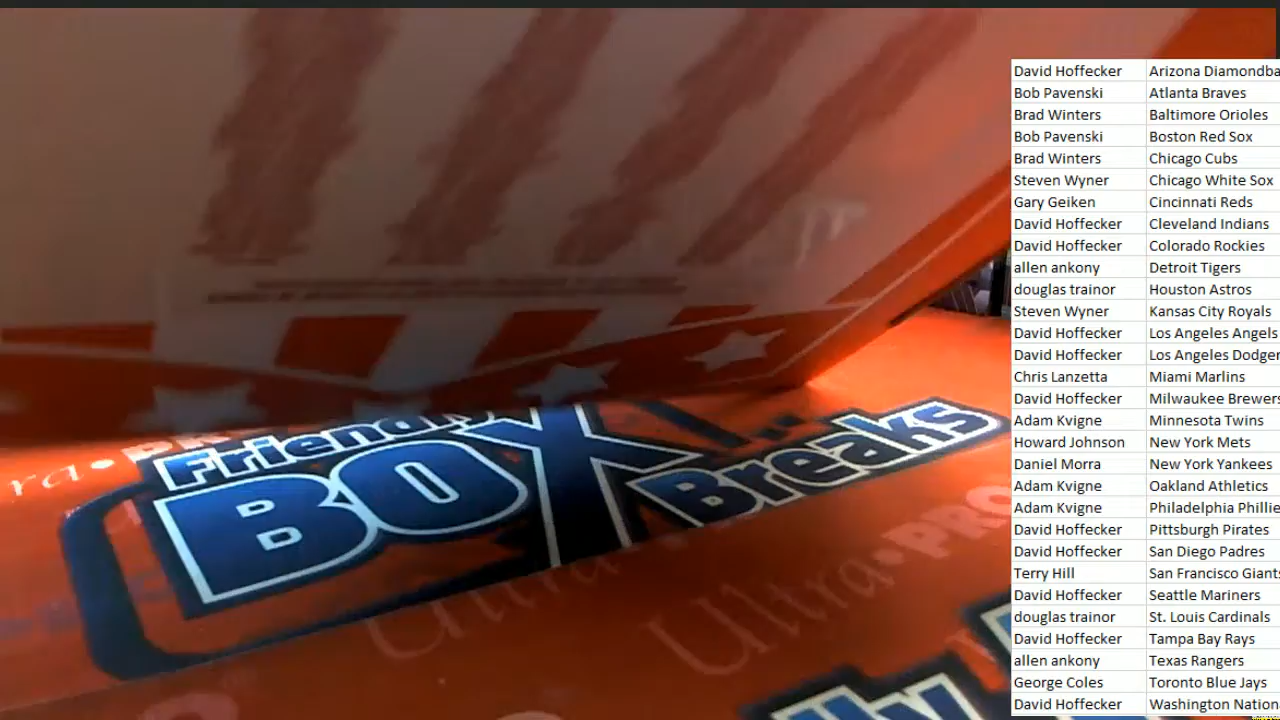 David Hoffecker Arizona Diamondba
Bob Pavenski Atlanta Braves
Brad Winters Baltimore Orioles
Bob Pavenski Boston Red Sox
Brad Winters Chicago Cubs
Steven Wyner Chicago White Sox
Gary Geiken Cincinnati Reds
David Hoffecker Cleveland Indians
David Hoffecker Colorado Rockies
allen ankony Detroit Tigers
douglas trainor Houston Astros
Steven Wyner Kansas City Royals
David Hoffecker Los Angeles Angels
David Hoffecker Los Angeles Dodger
Chris Lanzetta Miami Marlins
David Hoffecker Milwaukee Brewers
Adam Kvigne Minnesota Twins
Howard Johnson New York Mets
Daniel Morra New York Yankees
Adam Kvigne Oakland Athletics
Adam Kvigne Philadelphia Phillie
David Hoffecker Pittsburgh Pirates
David Hoffecker San Diego Padres
Terry Hill San Francisco Giants
David Hoffecker Seattle Mariners
douglas trainor St. Louis Cardinals
David Hoffecker Tampa Bay Rays
allen ankony Texas Rangers
George Coles Toronto Blue Jays
David Hoffecker Washington Nation
Friendly
BOX
Breaks
Ultra•PRO